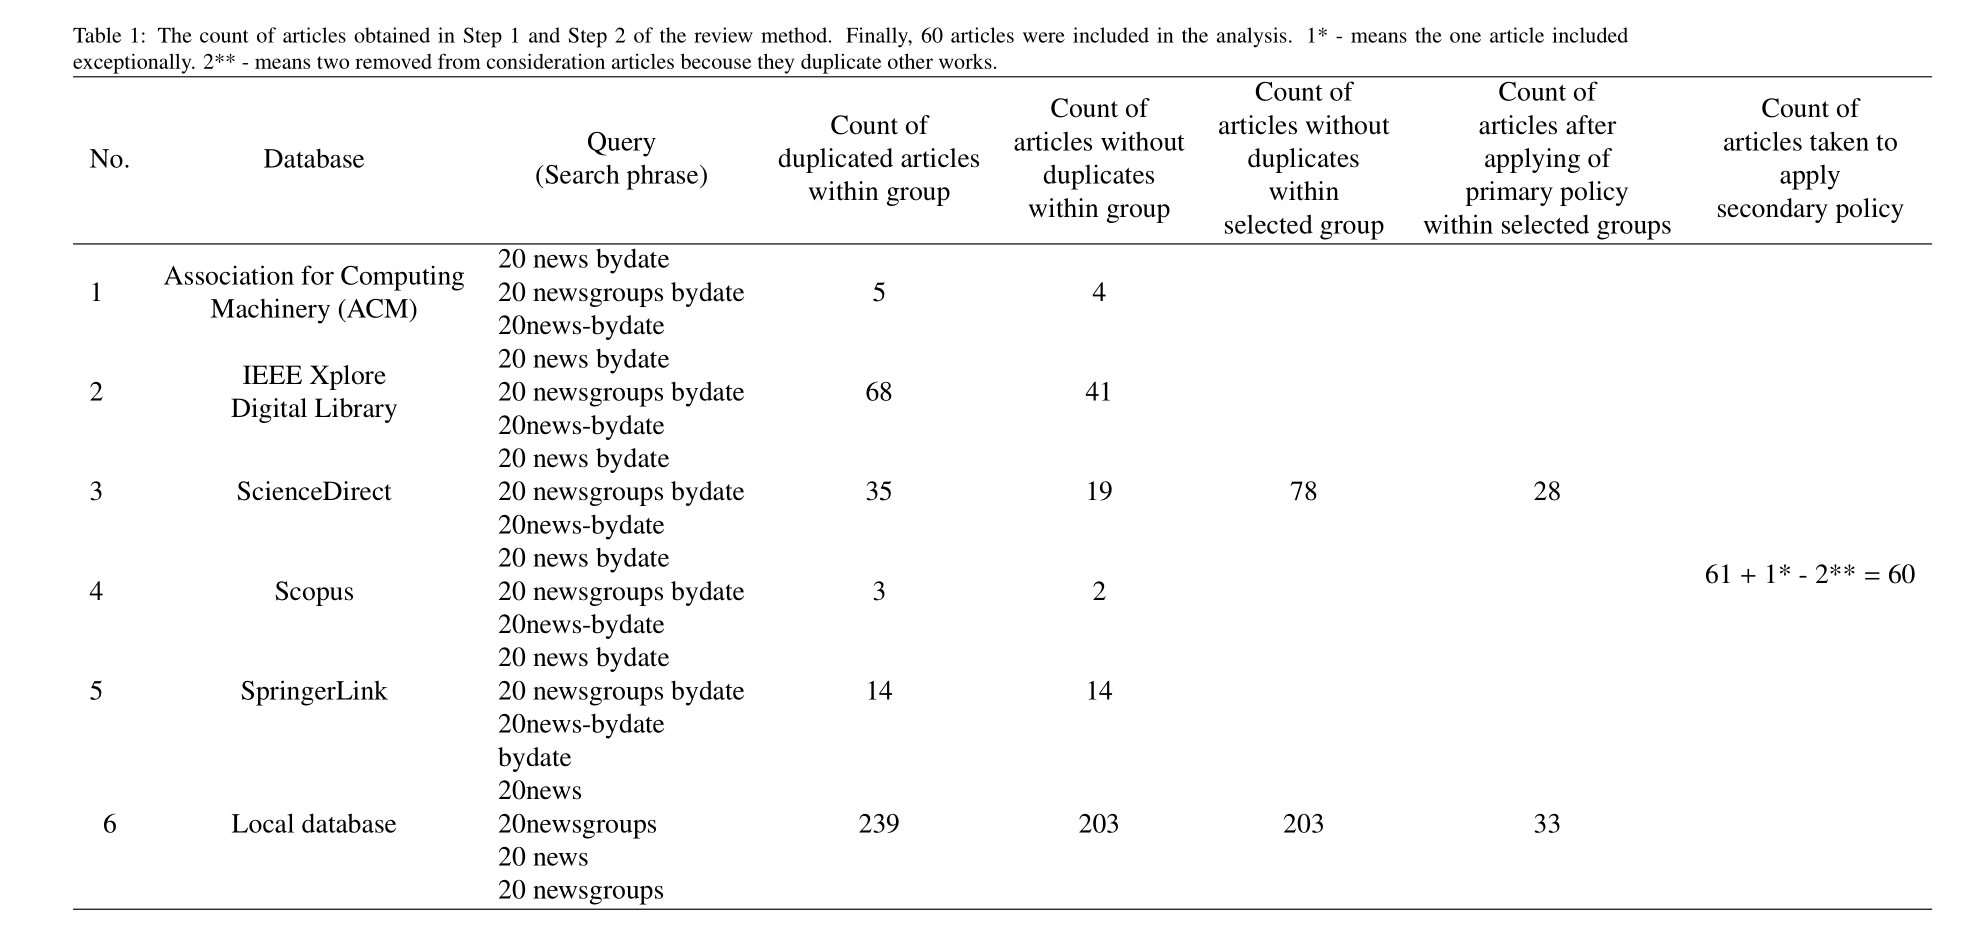 Table 1: The count of articles obtained in Step 1 and Step 2 of the review method. Finally, 60 articles were included in the analysis. 1* - means the one article included
exceptionally. 2** - means two removed from consideration articles becouse they duplicate other works.
No.
Database
Query
(Search phrase)
Count of
duplicated articles
within group
Count of
articles without
duplicates
within group
Count of
articles without
duplicates
within
selected group
Count of
articles after
applying of
primary policy
within selected groups
Count of
articles taken to
apply
secondary policy
1
Association for Computing
Machinery (ACM)
20 news bydate
20 newsgroups bydate
20news-bydate
5
4
2
IEEE Xplore
Digital Library
20 news bydate
20 newsgroups bydate
20news-bydate
68
41
3
ScienceDirect
20 news bydate
20 newsgroups bydate
20news-bydate
35
19
78
28
4
Scopus
20 news bydate
20 newsgroups bydate
20news-bydate
3
2
61 + 1* - 2** = 60
5
SpringerLink
20 news bydate
20 newsgroups bydate
20news-bydate
14
14
6
Local database
bydate
20news
20newsgroups
20 news
20 newsgroups
239
203
203
33